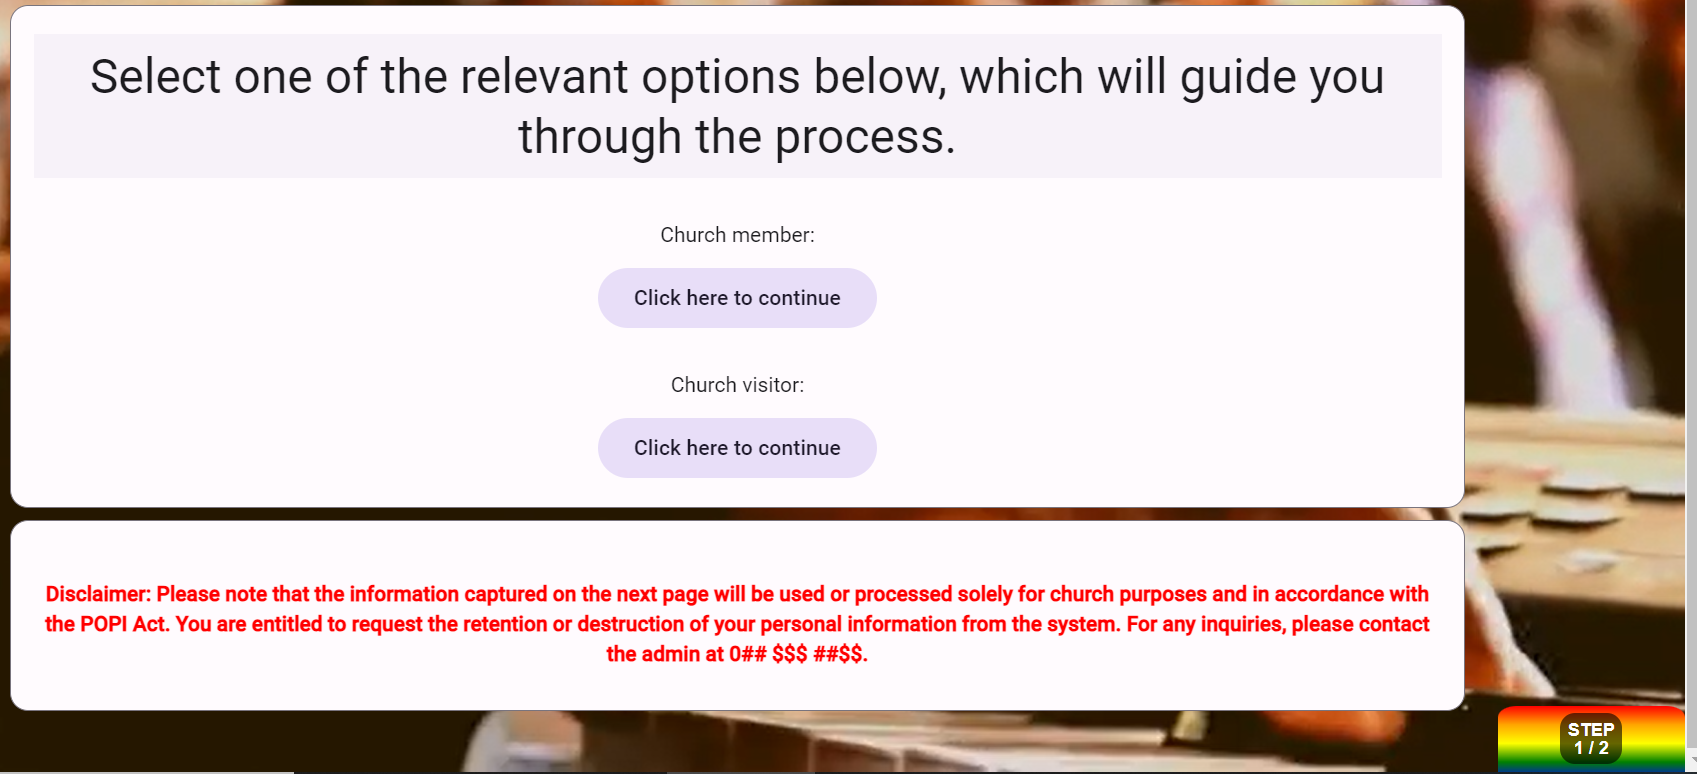 Select one of the relevant options below, which will guide you
through the process.
Church member:
Click here to continue
Church visitor:
Click here to continue
Disclaimer: Please note that the information captured on the next page will be used or processed solely for church purposes and in accordance with
the POPI Act. You are entitled to request the retention or destruction of your personal information from the system. For any inquiries, please contact
the admin at 0## $$$ ##$$.
STEP
1 / 2